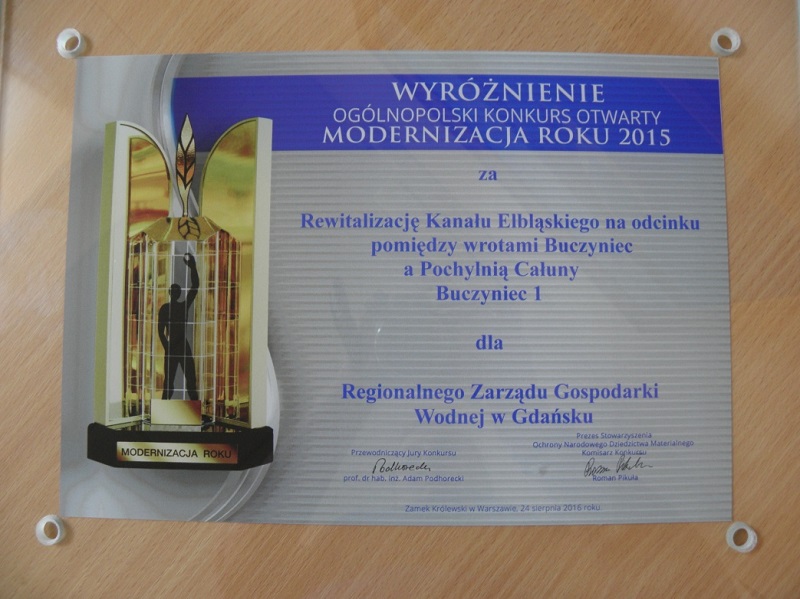 WYRÓŻNIENIE
OGÓLNOPOLSKI KONKURS OTWARTY
MODERNIZACJA ROKU 2015
za
Rewitalizację Kanału Elbląskiego na odcinku
pomiędzy wrotami Buczyniec
a Pochylnią Całuny
Buczyniec 1
dla
Regionalnego Zarządu Gospodarki
Wodnej w Gdańsku
Przewodniczący Jury Konkursu
Podhorecki
prof. dr hab. inż. Adam Podhorecki
Prezes Stowarzyszenia
Ochrony Narodowego Dziedzictwa Materialnego
Komisarz Konkursu
Roman Pikuła
Zamek Królewski w Warszawie, 24 sierpnia 2016 roku.
MODERNIZACJA ROKU